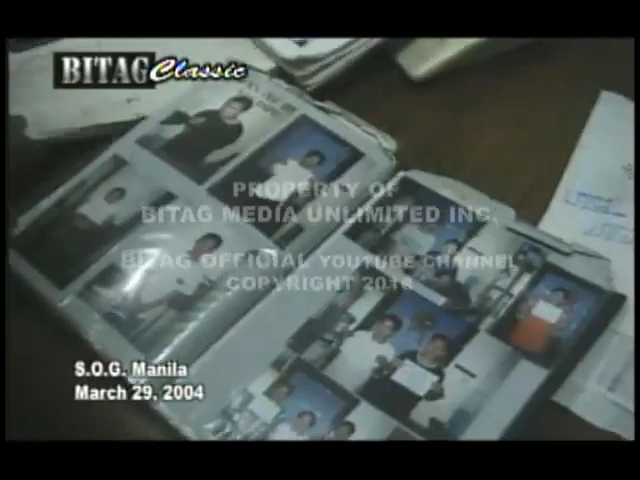 BITAG Classic
PROPERTY OF
BITAG MEDIA UNLIMITED INC.
BITAG OFFICIAL YOUTUBE CHANNEL
COPYRIGHT 2016
S.O.G. Manila
March 29, 2004